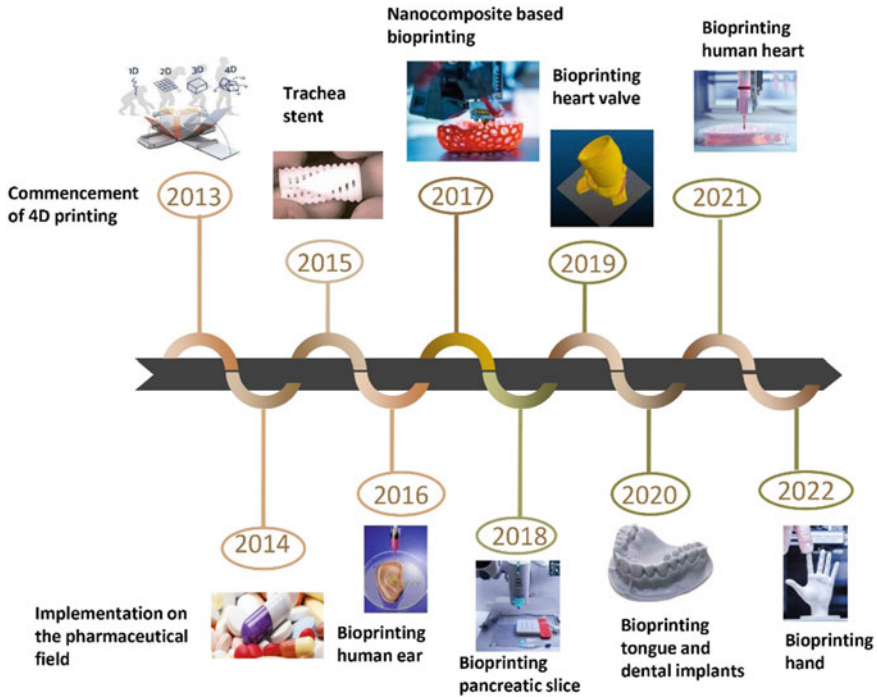 1D 2D 3D 4D
Commencement
of 4D printing
2013
Implementation on
the pharmaceutical
field
2014
Trachea
stent
2015
2016
Bioprinting
human ear
Nanocomposite based
bioprinting
2017
2018
Bioprinting
pancreatic slice
Bioprinting
heart valve
2019
2020
Bioprinting
tongue and
dental implants
Bioprinting
human heart
2021
2022
Bioprinting
hand